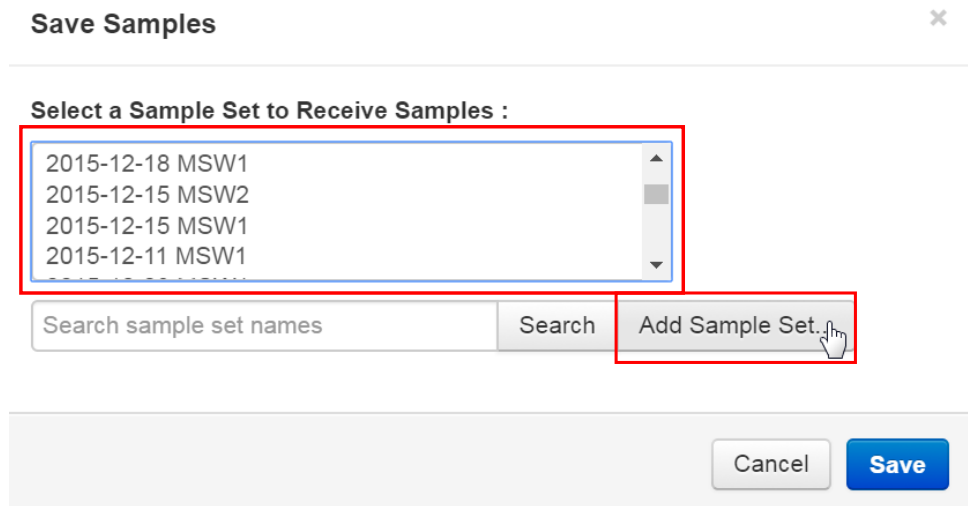 Save Samples
×
Select a Sample Set to Receive Samples :
2015-12-18 MSW1
2015-12-15 MSW2
2015-12-15 MSW1
2015-12-11 MSW1
Search sample set names
Search
Add Sample Set...
Cancel
Save